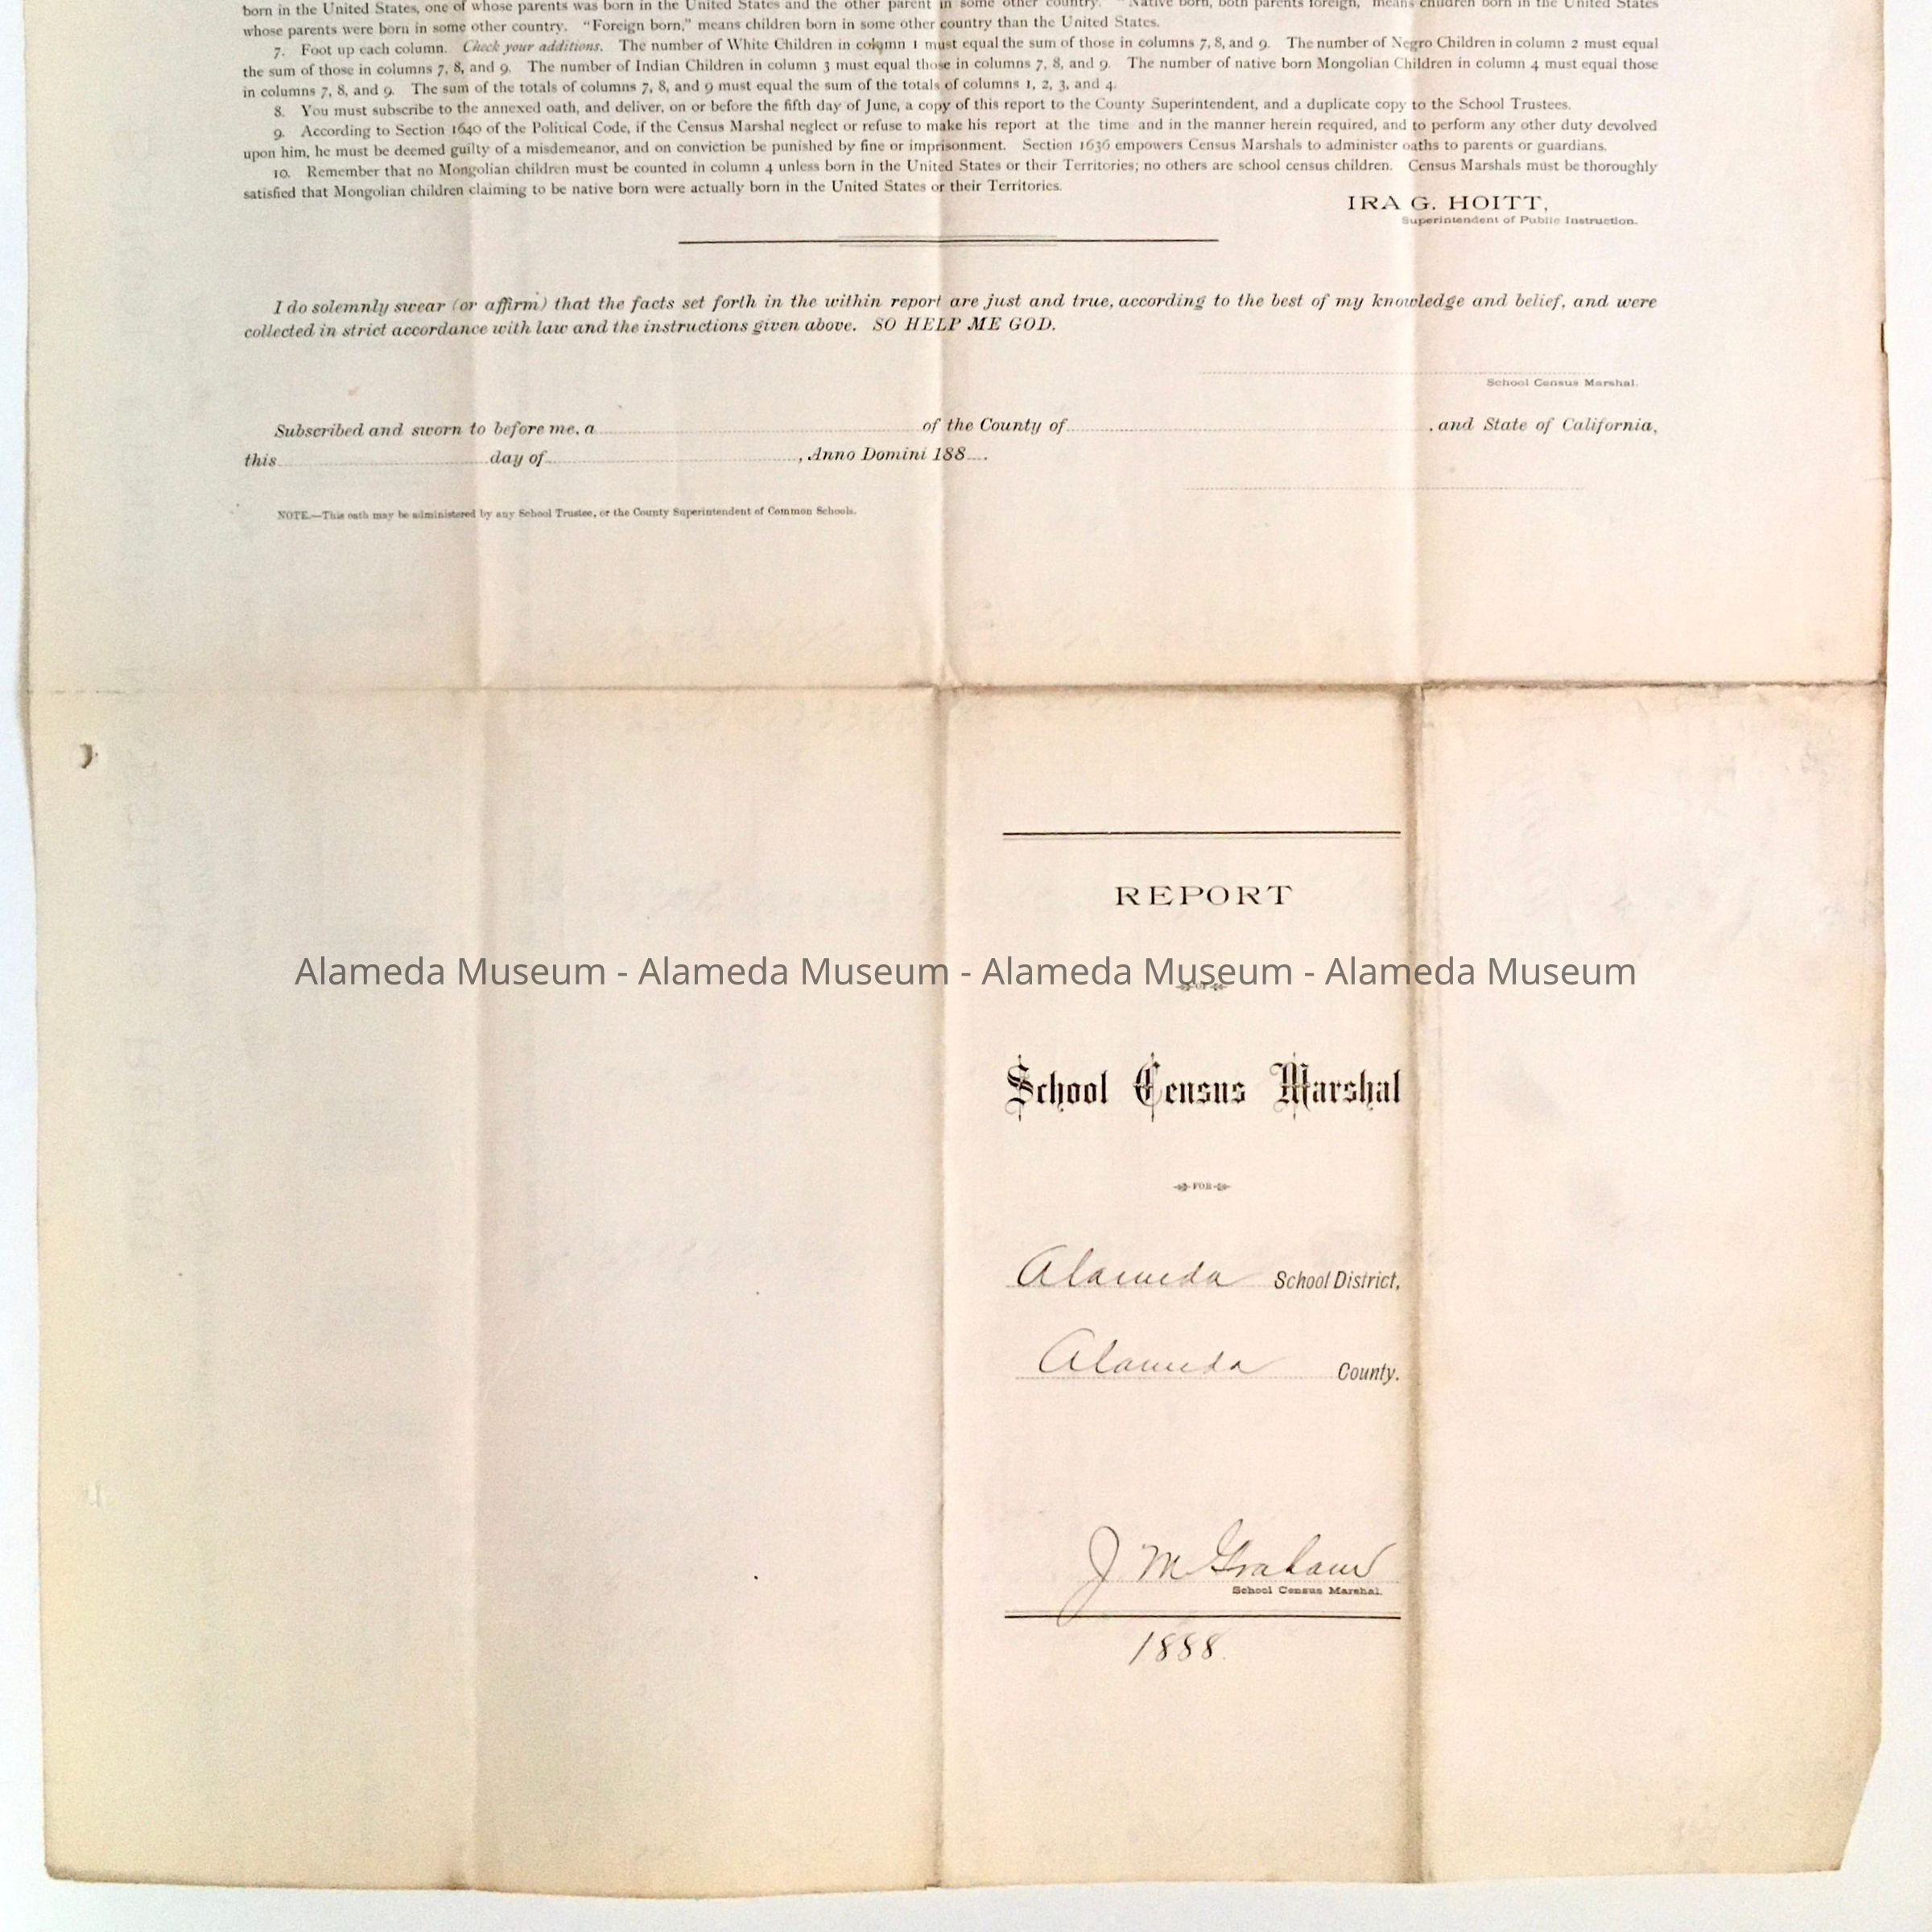 born in the United States, one of whose parents was born in the United States and the other parent in some other country. "Native born, both parents foreign," means children born in the United States
whose parents were born in some other country. "Foreign born," means children born in some other country than the United States.
7. Foot up each column. Check your additions. The number of White Children in column 1 must equal the sum of those in columns 7, 8, and 9. The number of Negro Children in column 2 must equal
the sum of those in columns 7, 8, and 9. The number of Indian Children in column 3 must equal those in columns 7, 8, and 9. The number of native born Mongolian Children in column 4 must equal those
in columns 7, 8, and 9. The sum of the totals of columns 7, 8, and 9 must equal the sum of the totals of columns 1, 2, 3, and 4.
8. You must subscribe to the annexed oath, and deliver, on or before the fifth day of June, a copy of this report to the County Superintendent, and a duplicate copy to the School Trustees.
9. According to Section 1640 of the Political Code, if the Census Marshal neglect or refuse to make his report at the time and in the manner herein required, and to perform any other duty devolved
upon him, he must be deemed guilty of a misdemeanor, and on conviction be punished by fine or imprisonment. Section 1636 empowers Census Marshals to administer oaths to parents or guardians.
10. Remember that no Mongolian children must be counted in column 4 unless born in the United States or their Territories; no others are school census children. Census Marshals must be thoroughly
satisfied that Mongolian children claiming to be native born were actually born in the United States or their Territories.
IRA G. HOITT,
Superintendent of Public Instruction.
I do solemnly swear (or affirm) that the facts set forth in the within report are just and true, according to the best of my knowledge and belief, and were
collected in strict accordance with law and the instructions given above. SO HELP ME GOD.
School Census Marshal.
Subscribed and sworn to before me, a of the County of , and State of California,
this day of , Anno Domini 188 .
NOTE.—This oath may be administered by any School Trustee, or the County Superintendent of Common Schools.
REPORT
Alameda Museum - Alameda Museum - Alameda Museum - Alameda Museum
OF
School Census Marshal
FOR
Alameda School District,
Alameda County.
J M Graham
School Census Marshal.
1888.